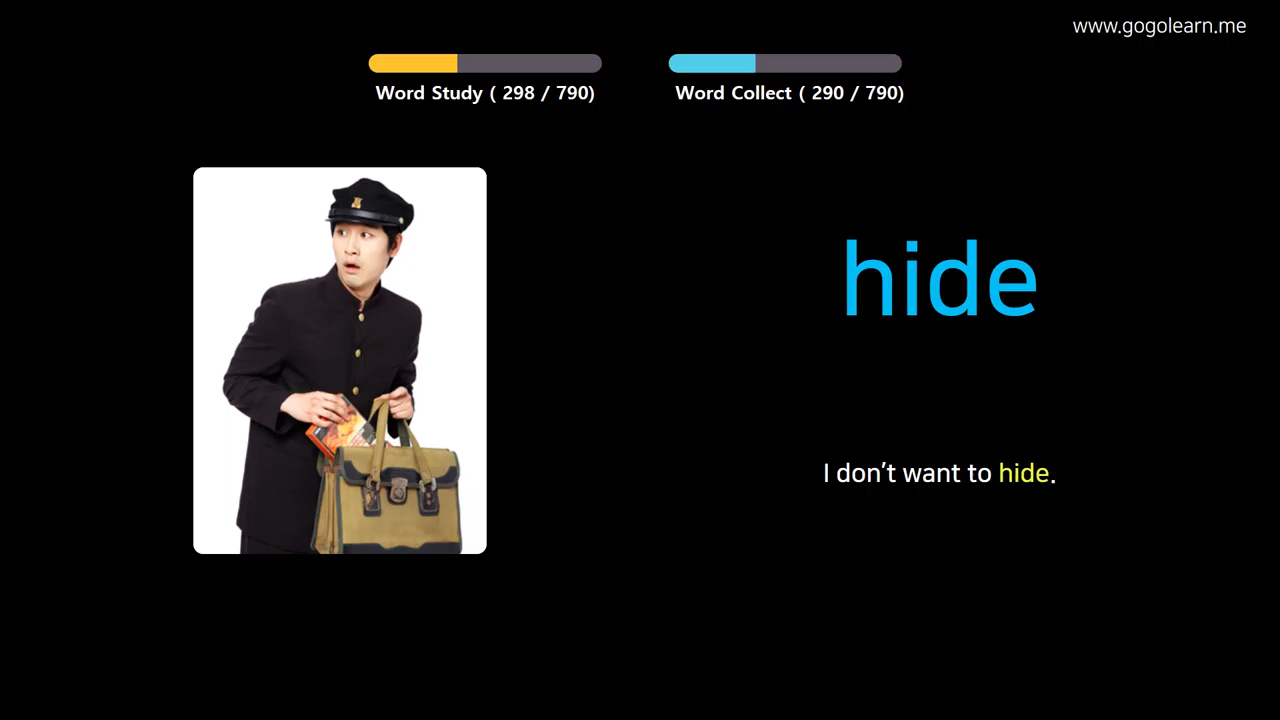 www.gogolearn.me
Word Study ( 298 / 790)
Word Collect ( 290 / 790)
hide
I don’t want to hide.